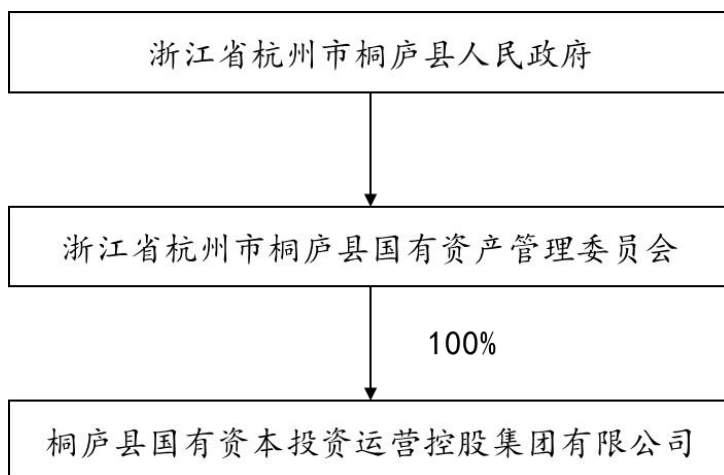 浙江省杭州市桐庐县人民政府
浙江省杭州市桐庐县国有资产管理委员会
100%
桐庐县国有资本投资运营控股集团有限公司